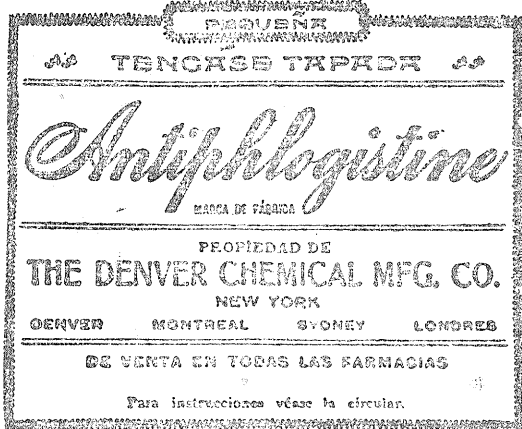 PEQUEÑA
TENGASE TAPADA
Antiphlogistine
MARCA DE FÁBRICA
PROPIEDAD DE
THE DENVER CHEMICAL MFG. CO.
NEW YORK
DENVER MONTREAL SYDNEY LONDRES
DE VENTA EN TODAS LAS FARMACIAS
Para instrucciones véase la circular.